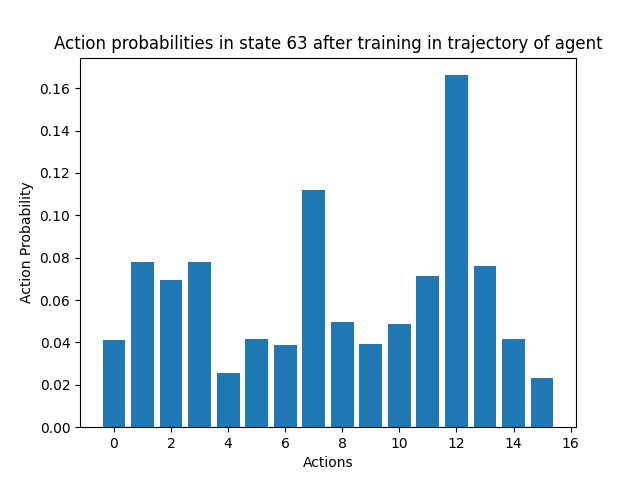 Action probabilities in state 63 after training in trajectory of agent
0.16
0.14
0.12
0.10
0.08
0.06
0.04
0.02
0.00
Action Probability
0 2 4 6 8 10 12 14 16
Actions